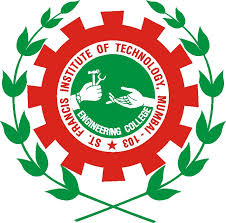 ST. FRANCIS INSTITUTE OF TECHNOLOGY, MUMBAI - 103
ENGINEERING COLLEGE